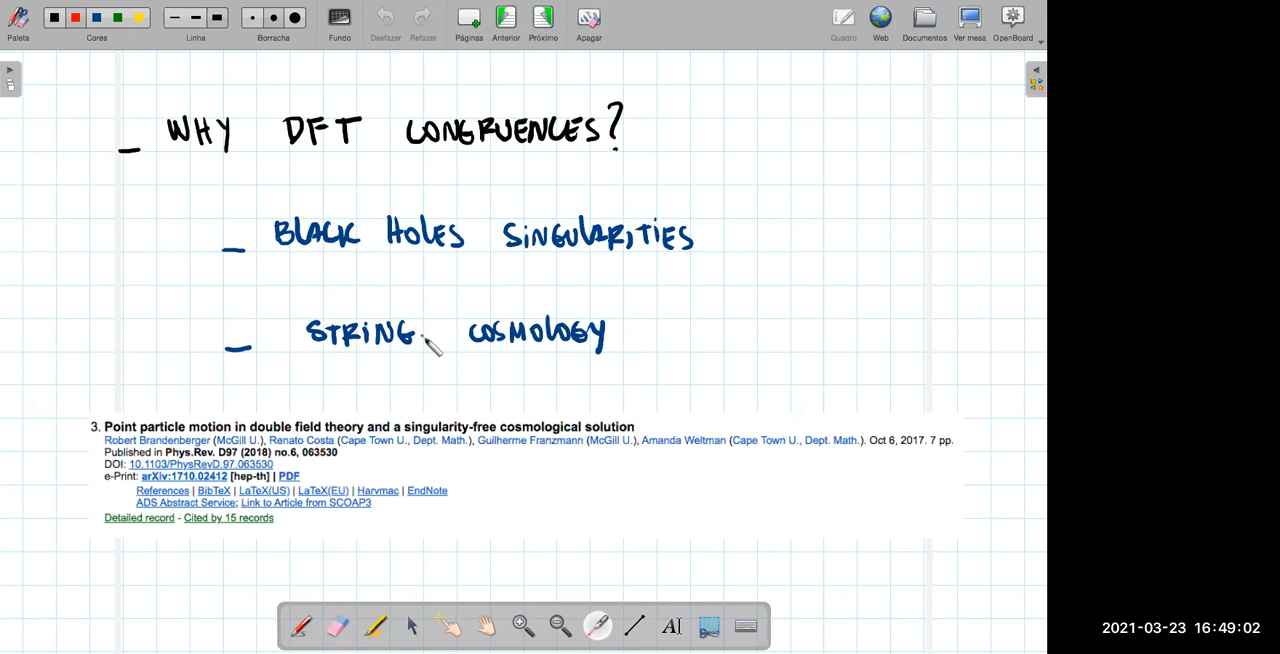 Paleta Cores Linha Borracha Fundo Desfazer Refazer Páginas Anterior Próximo Apagar Quadro Web Documentos Ver mesa OpenBoard
_ WHY DFT CONGRUENCES?
_ BLACK HOLES SINGULARITIES
_ STRING COSMOLOGY
3. Point particle motion in double field theory and a singularity-free cosmological solution
Robert Brandenberger (McGill U.), Renato Costa (Cape Town U., Dept. Math.), Guilherme Franzmann (McGill U.), Amanda Weltman (Cape Town U., Dept. Math.). Oct 6, 2017. 7 pp.
Published in Phys.Rev. D97 (2018) no.6, 063530
DOI: 10.1103/PhysRevD.97.063530
e-Print: arXiv:1710.02412 [hep-th] | PDF
References | BibTeX | LaTeX(US) | LaTeX(EU) | Harvmac | EndNote
ADS Abstract Service; Link to Article from SCOAP3
Detailed record - Cited by 15 records
AI
2021-03-23 16:49:02